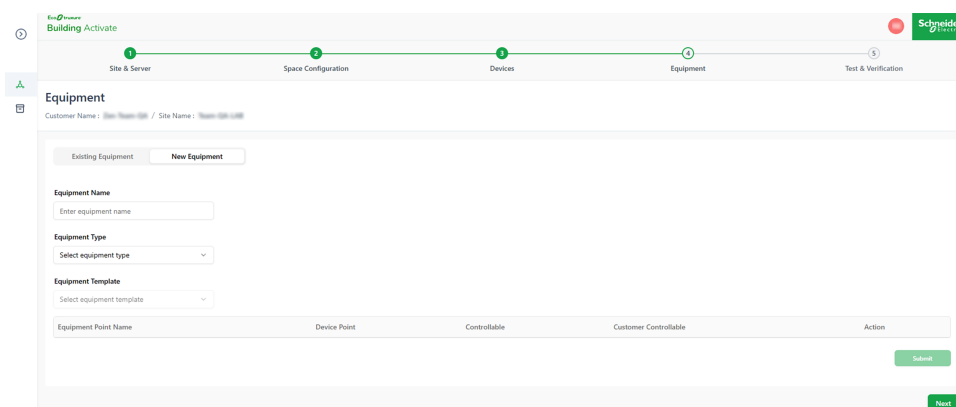 EcoStruxure
Building Activate
Schneide
Electr
1
2
3
4
5
Site & Server
Space Configuration
Devices
Equipment
Test & Verification
Equipment
Customer Name : / Site Name :
Existing Equipment
New Equipment
Equipment Name
Enter equipment name
Equipment Type
Select equipment type
Equipment Template
Select equipment template
Equipment Point Name
Device Point
Controllable
Customer Controllable
Action
Submit
Next